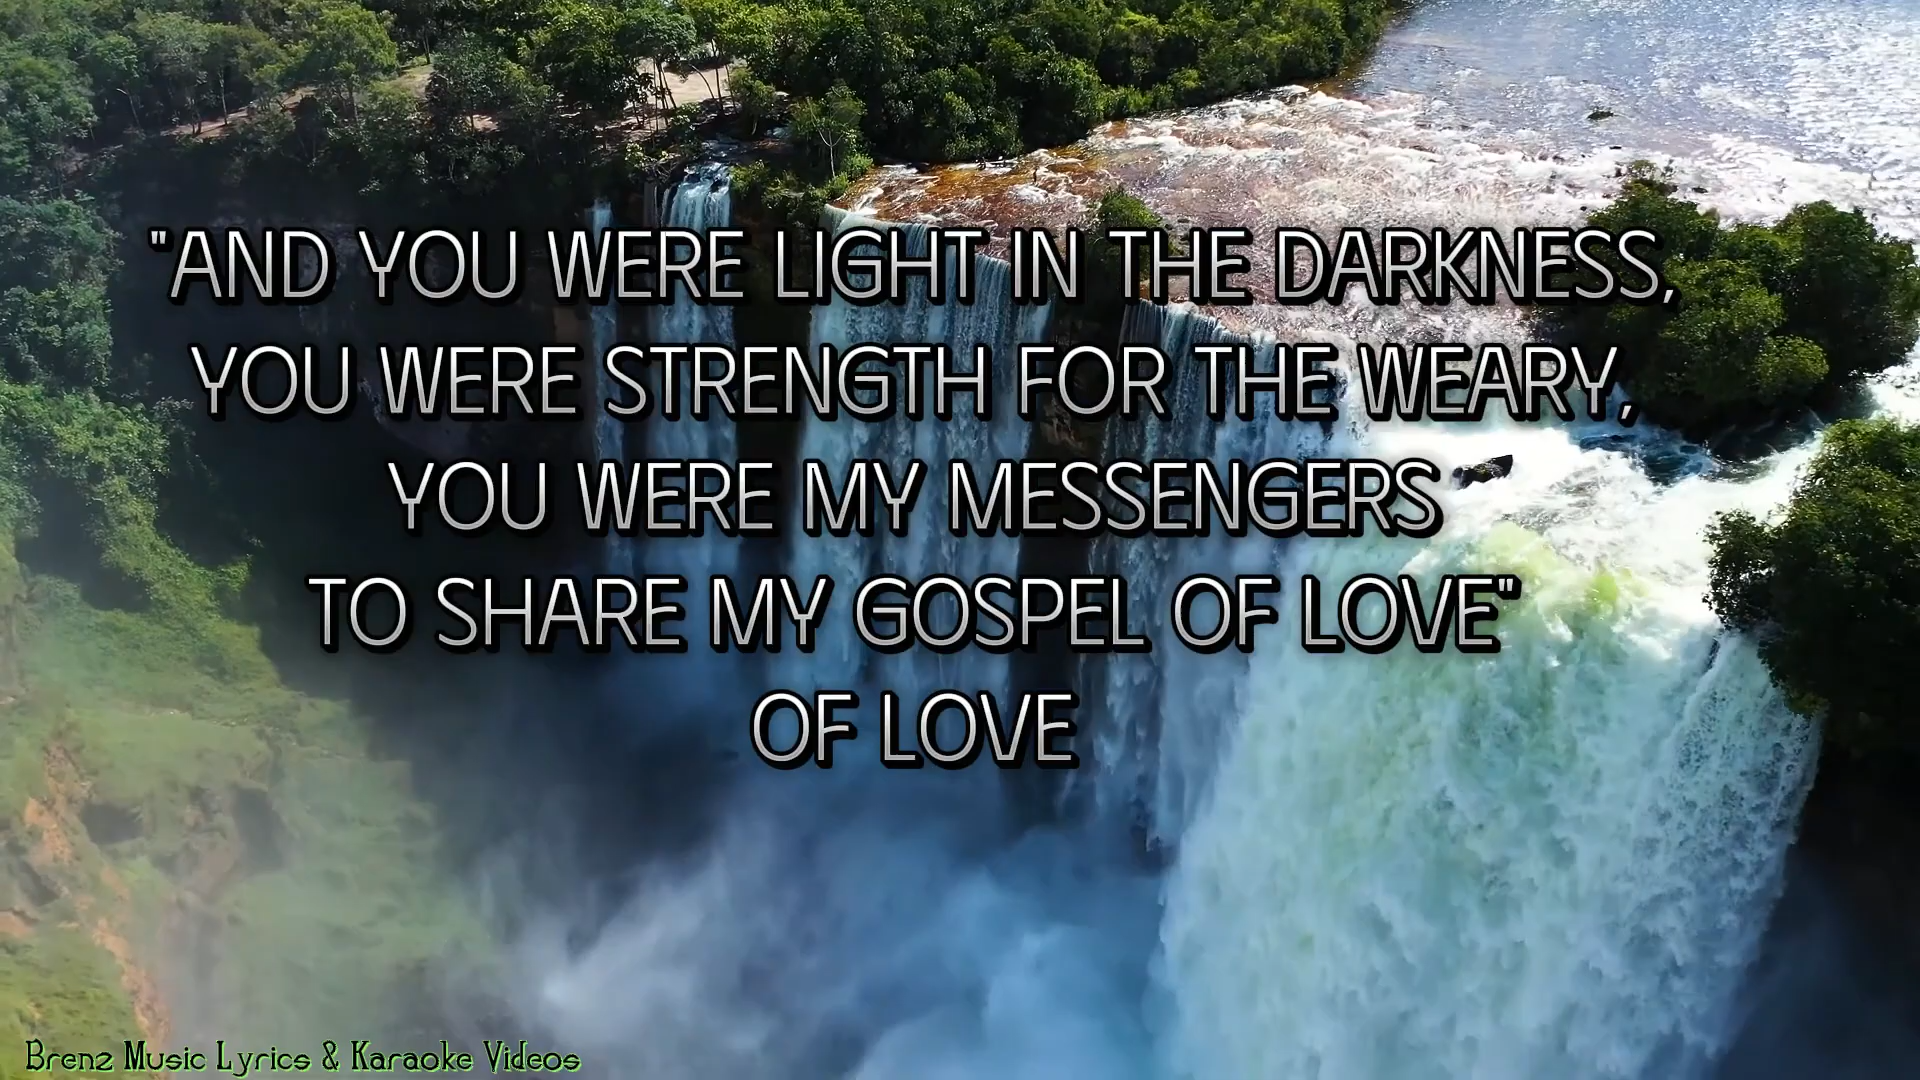 "AND YOU WERE LIGHT IN THE DARKNESS,
YOU WERE STRENGTH FOR THE WEARY,
YOU WERE MY MESSENGERS
TO SHARE MY GOSPEL OF LOVE"
OF LOVE
Brenz Music Lyrics & Karaoke Videos